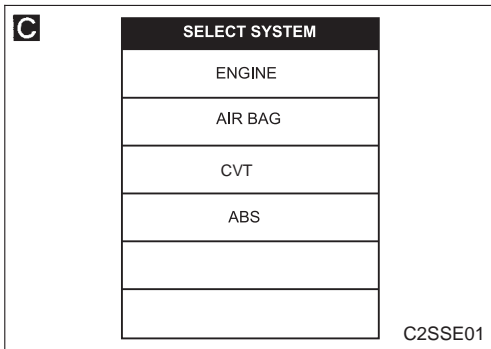 C
SELECT SYSTEM
ENGINE
AIR BAG
CVT
ABS
C2SSE01